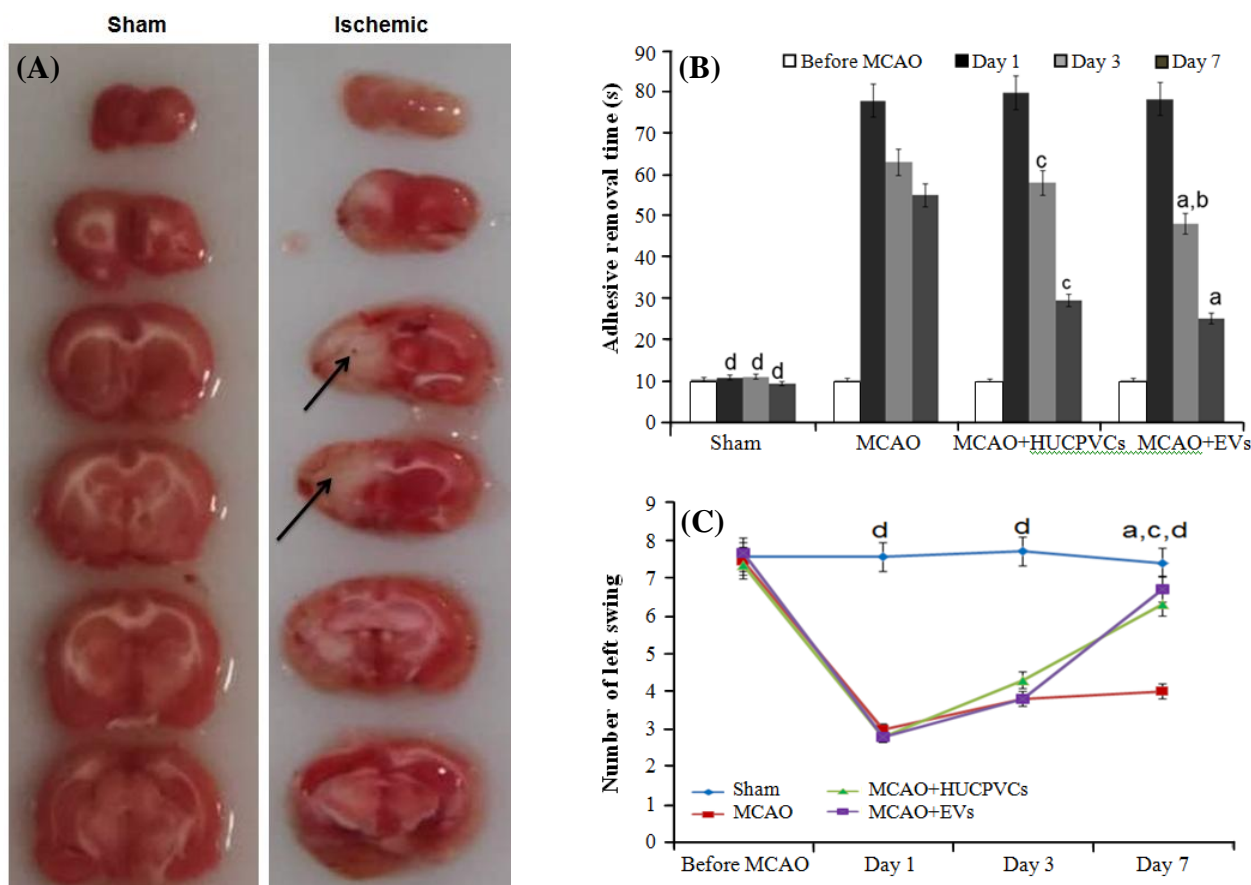 Sham
Ischemic
(A)
(B)
Before MCAO
Day 1
Day 3
Day 7
Adhesive removal time (s)
90
80
70
60
50
40
30
20
10
0
d
d
d
c
c
a,b
a
Sham
MCAO
MCAO+HUCPVCs
MCAO+EVs
(C)
Number of left swing
9
8
7
6
5
4
3
2
1
0
d
d
a,c,d
Sham
MCAO
MCAO+HUCPVCs
MCAO+EVs
Before MCAO
Day 1
Day 3
Day 7